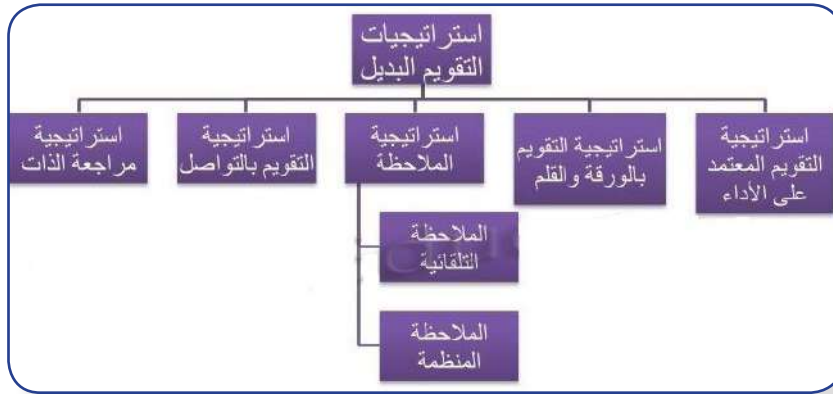 استراتيجيات
التقويم البديل
استراتيجية
التقويم المعتمد
على الأداء
استراتيجية التقويم
بالورقة والقلم
استراتيجية
الملاحظة
استراتيجية
التقويم بالتواصل
استراتيجية
مراجعة الذات
الملاحظة
التلقائية
الملاحظة
المنظمة